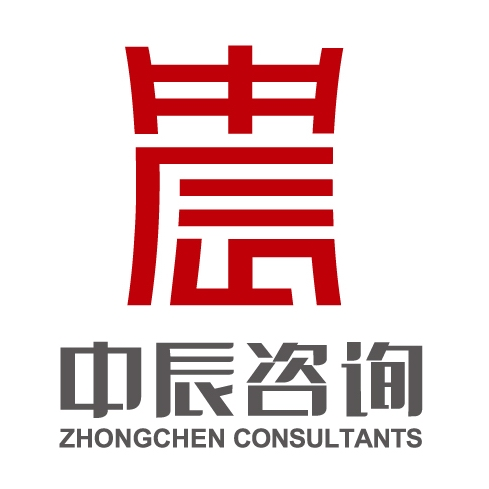 中辰咨询
ZHONGCHEN CONSULTANTS